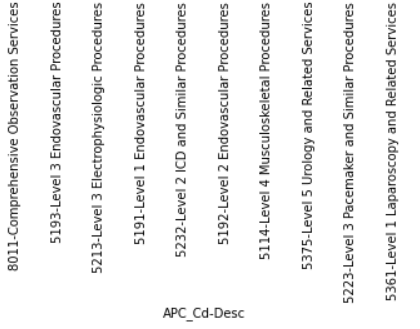 8011-Comprehensive Observation Services
5193-Level 3 Endovascular Procedures
5213-Level 3 Electrophysiologic Procedures
5191-Level 1 Endovascular Procedures
5232-Level 2 ICD and Similar Procedures
5192-Level 2 Endovascular Procedures
5114-Level 4 Musculoskeletal Procedures
5375-Level 5 Urology and Related Services
5223-Level 3 Pacemaker and Similar Procedures
5361-Level 1 Laparoscopy and Related Services
APC_Cd-Desc